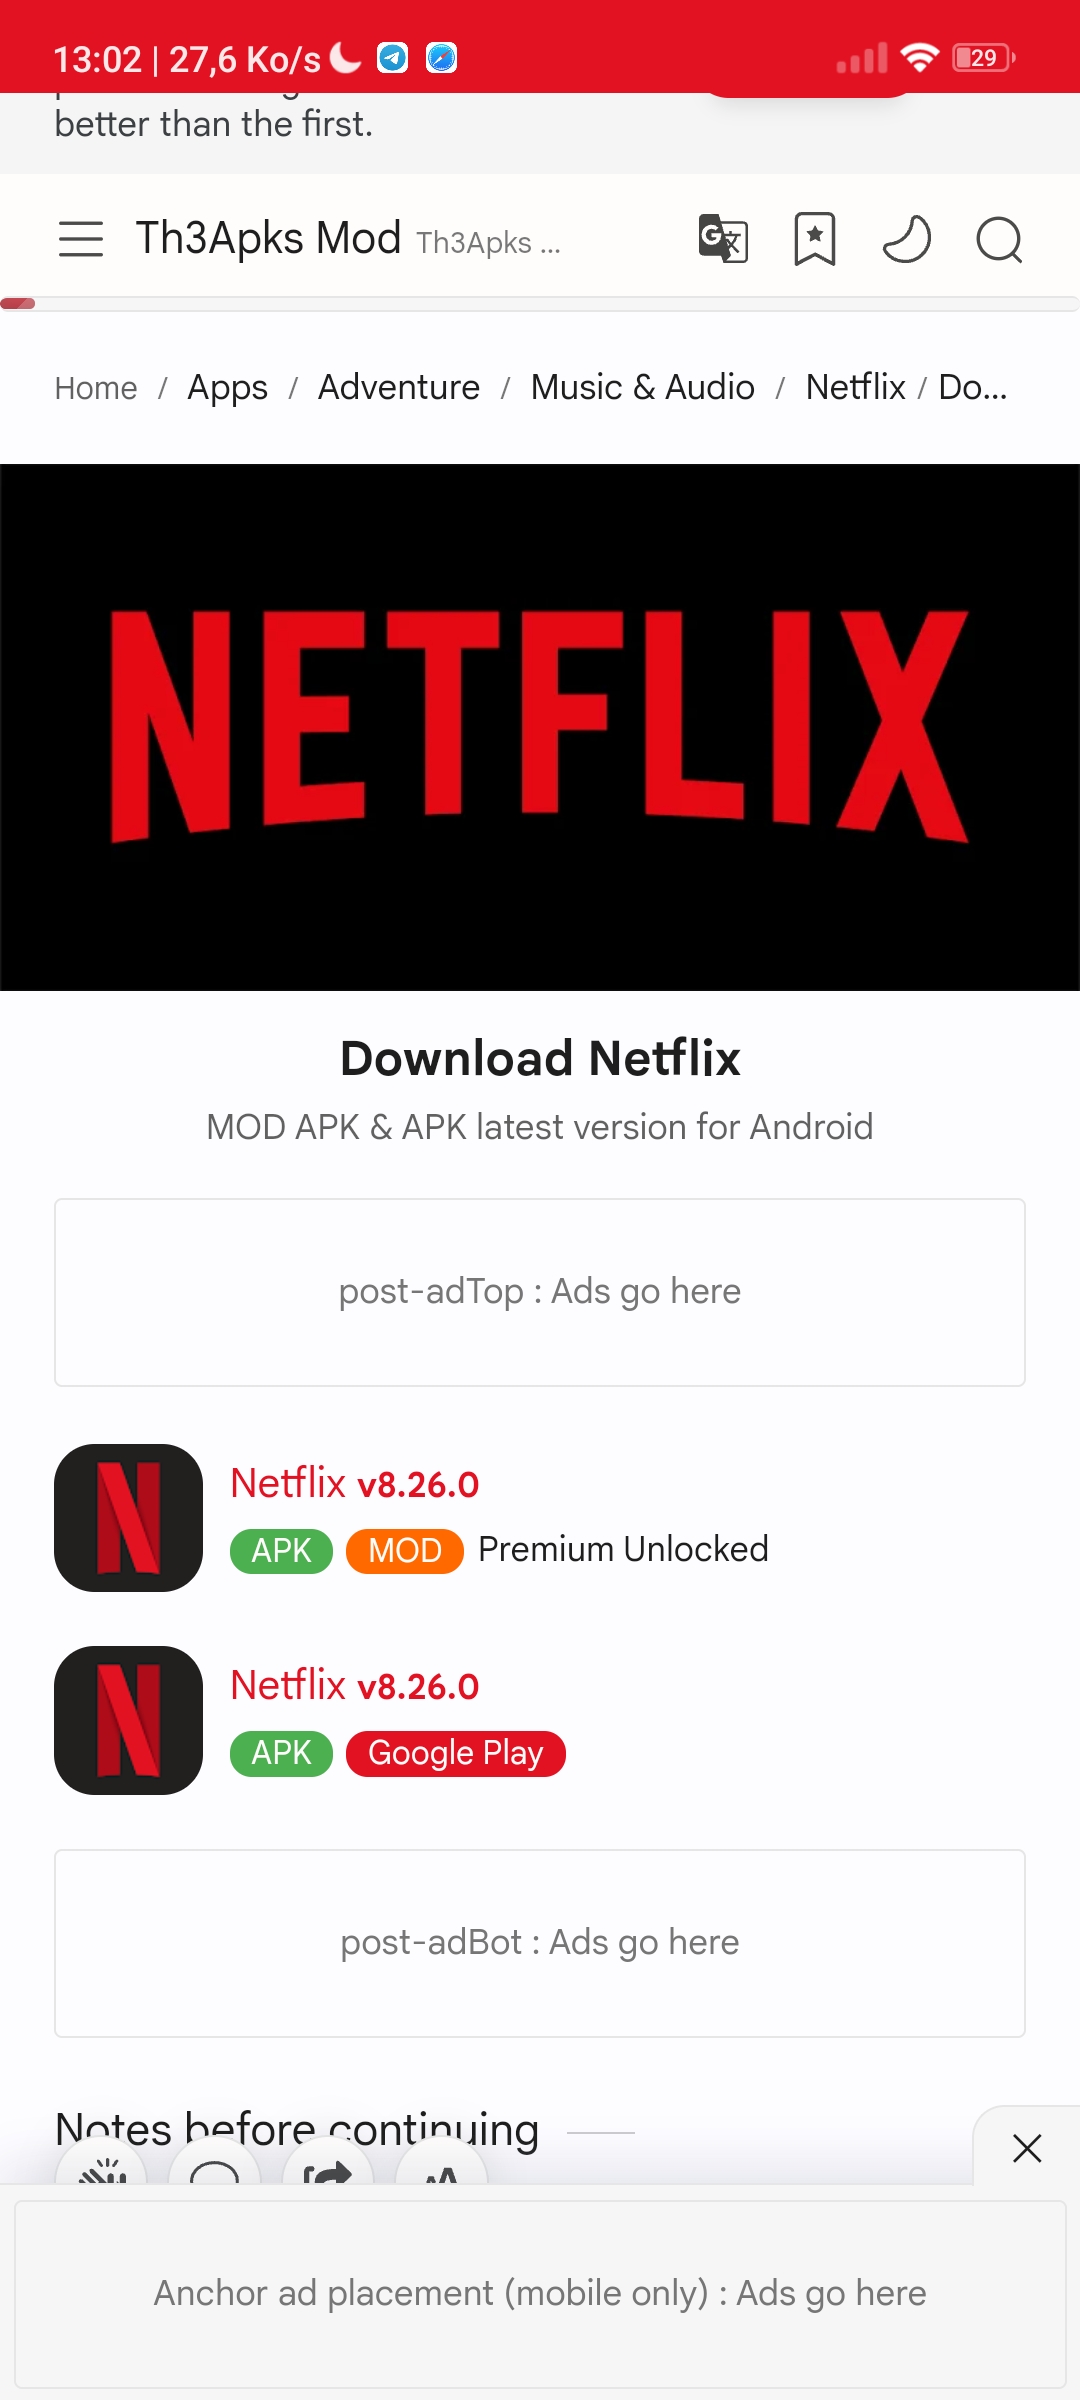 13:02 | 27,6 Ko/s
29
better than the first.
Th3Apks Mod Th3Apks ...
Home / Apps / Adventure / Music & Audio / Netflix / Do...
NETFLIX
Download Netflix
MOD APK & APK latest version for Android
post-adTop : Ads go here
N
Netflix v8.26.0
APK MOD Premium Unlocked
N
Netflix v8.26.0
APK Google Play
post-adBot : Ads go here
Notes before continuing
Anchor ad placement (mobile only) : Ads go here